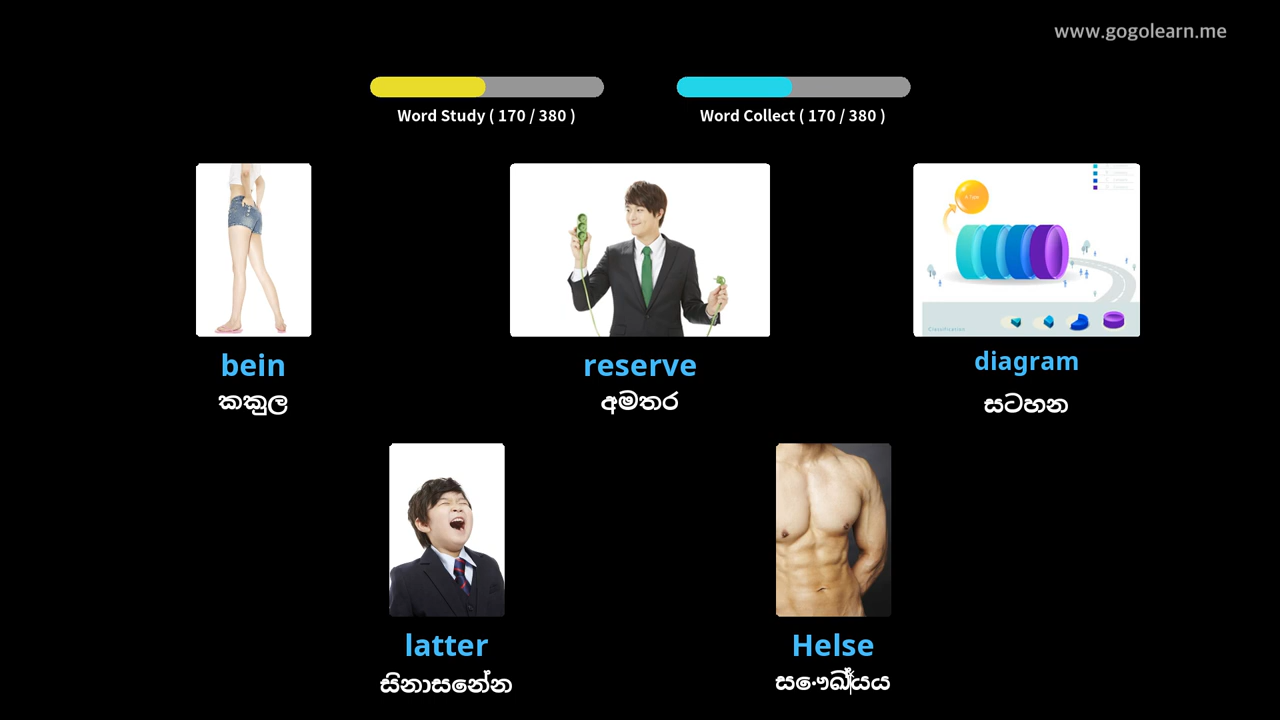 www.gogolearn.me
Word Study ( 170 / 380 )
Word Collect ( 170 / 380 )
bein
කකුල
reserve
අමතර
diagram
සටහන
latter
සිනාසනේන
Helse